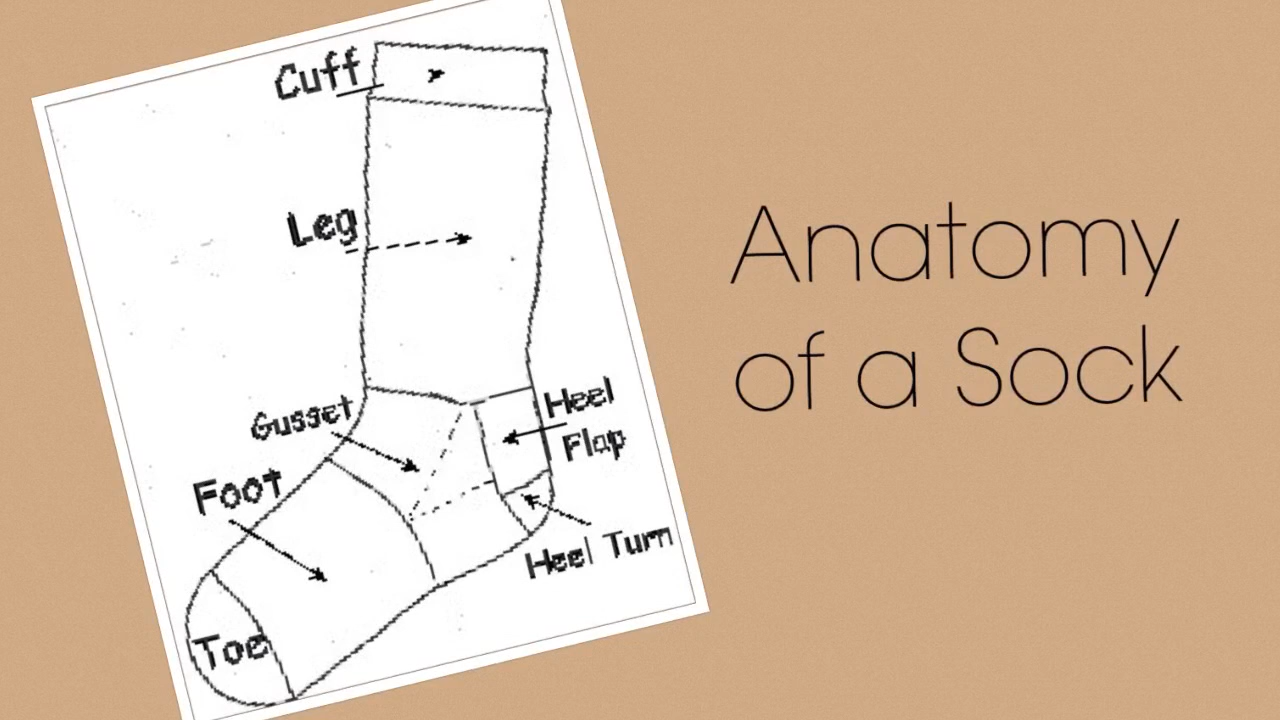 Cuff
Leg
Gusset
Heel
Flap
Foot
Heel Turn
Toe
Anatomy
of a Sock